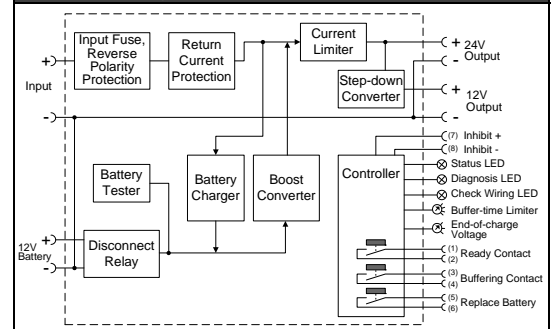 +
Input
-
Input Fuse,
Reverse
Polarity
Protection
Return
Current
Protection
Current
Limiter
Step-down
Converter
+ 24V
- Output
+ 12V
Output
-
Battery
Tester
Battery
Charger
Boost
Converter
12V
Battery
+
-
Disconnect
Relay
Controller
(7) Inhibit +
(8) Inhibit -
Status LED
Diagnosis LED
Check Wiring LED
Buffer-time Limiter
End-of-charge
Voltage
(1)
Ready Contact
(2)
(3)
Buffering Contact
(4)
(5)
Replace Battery
(6)